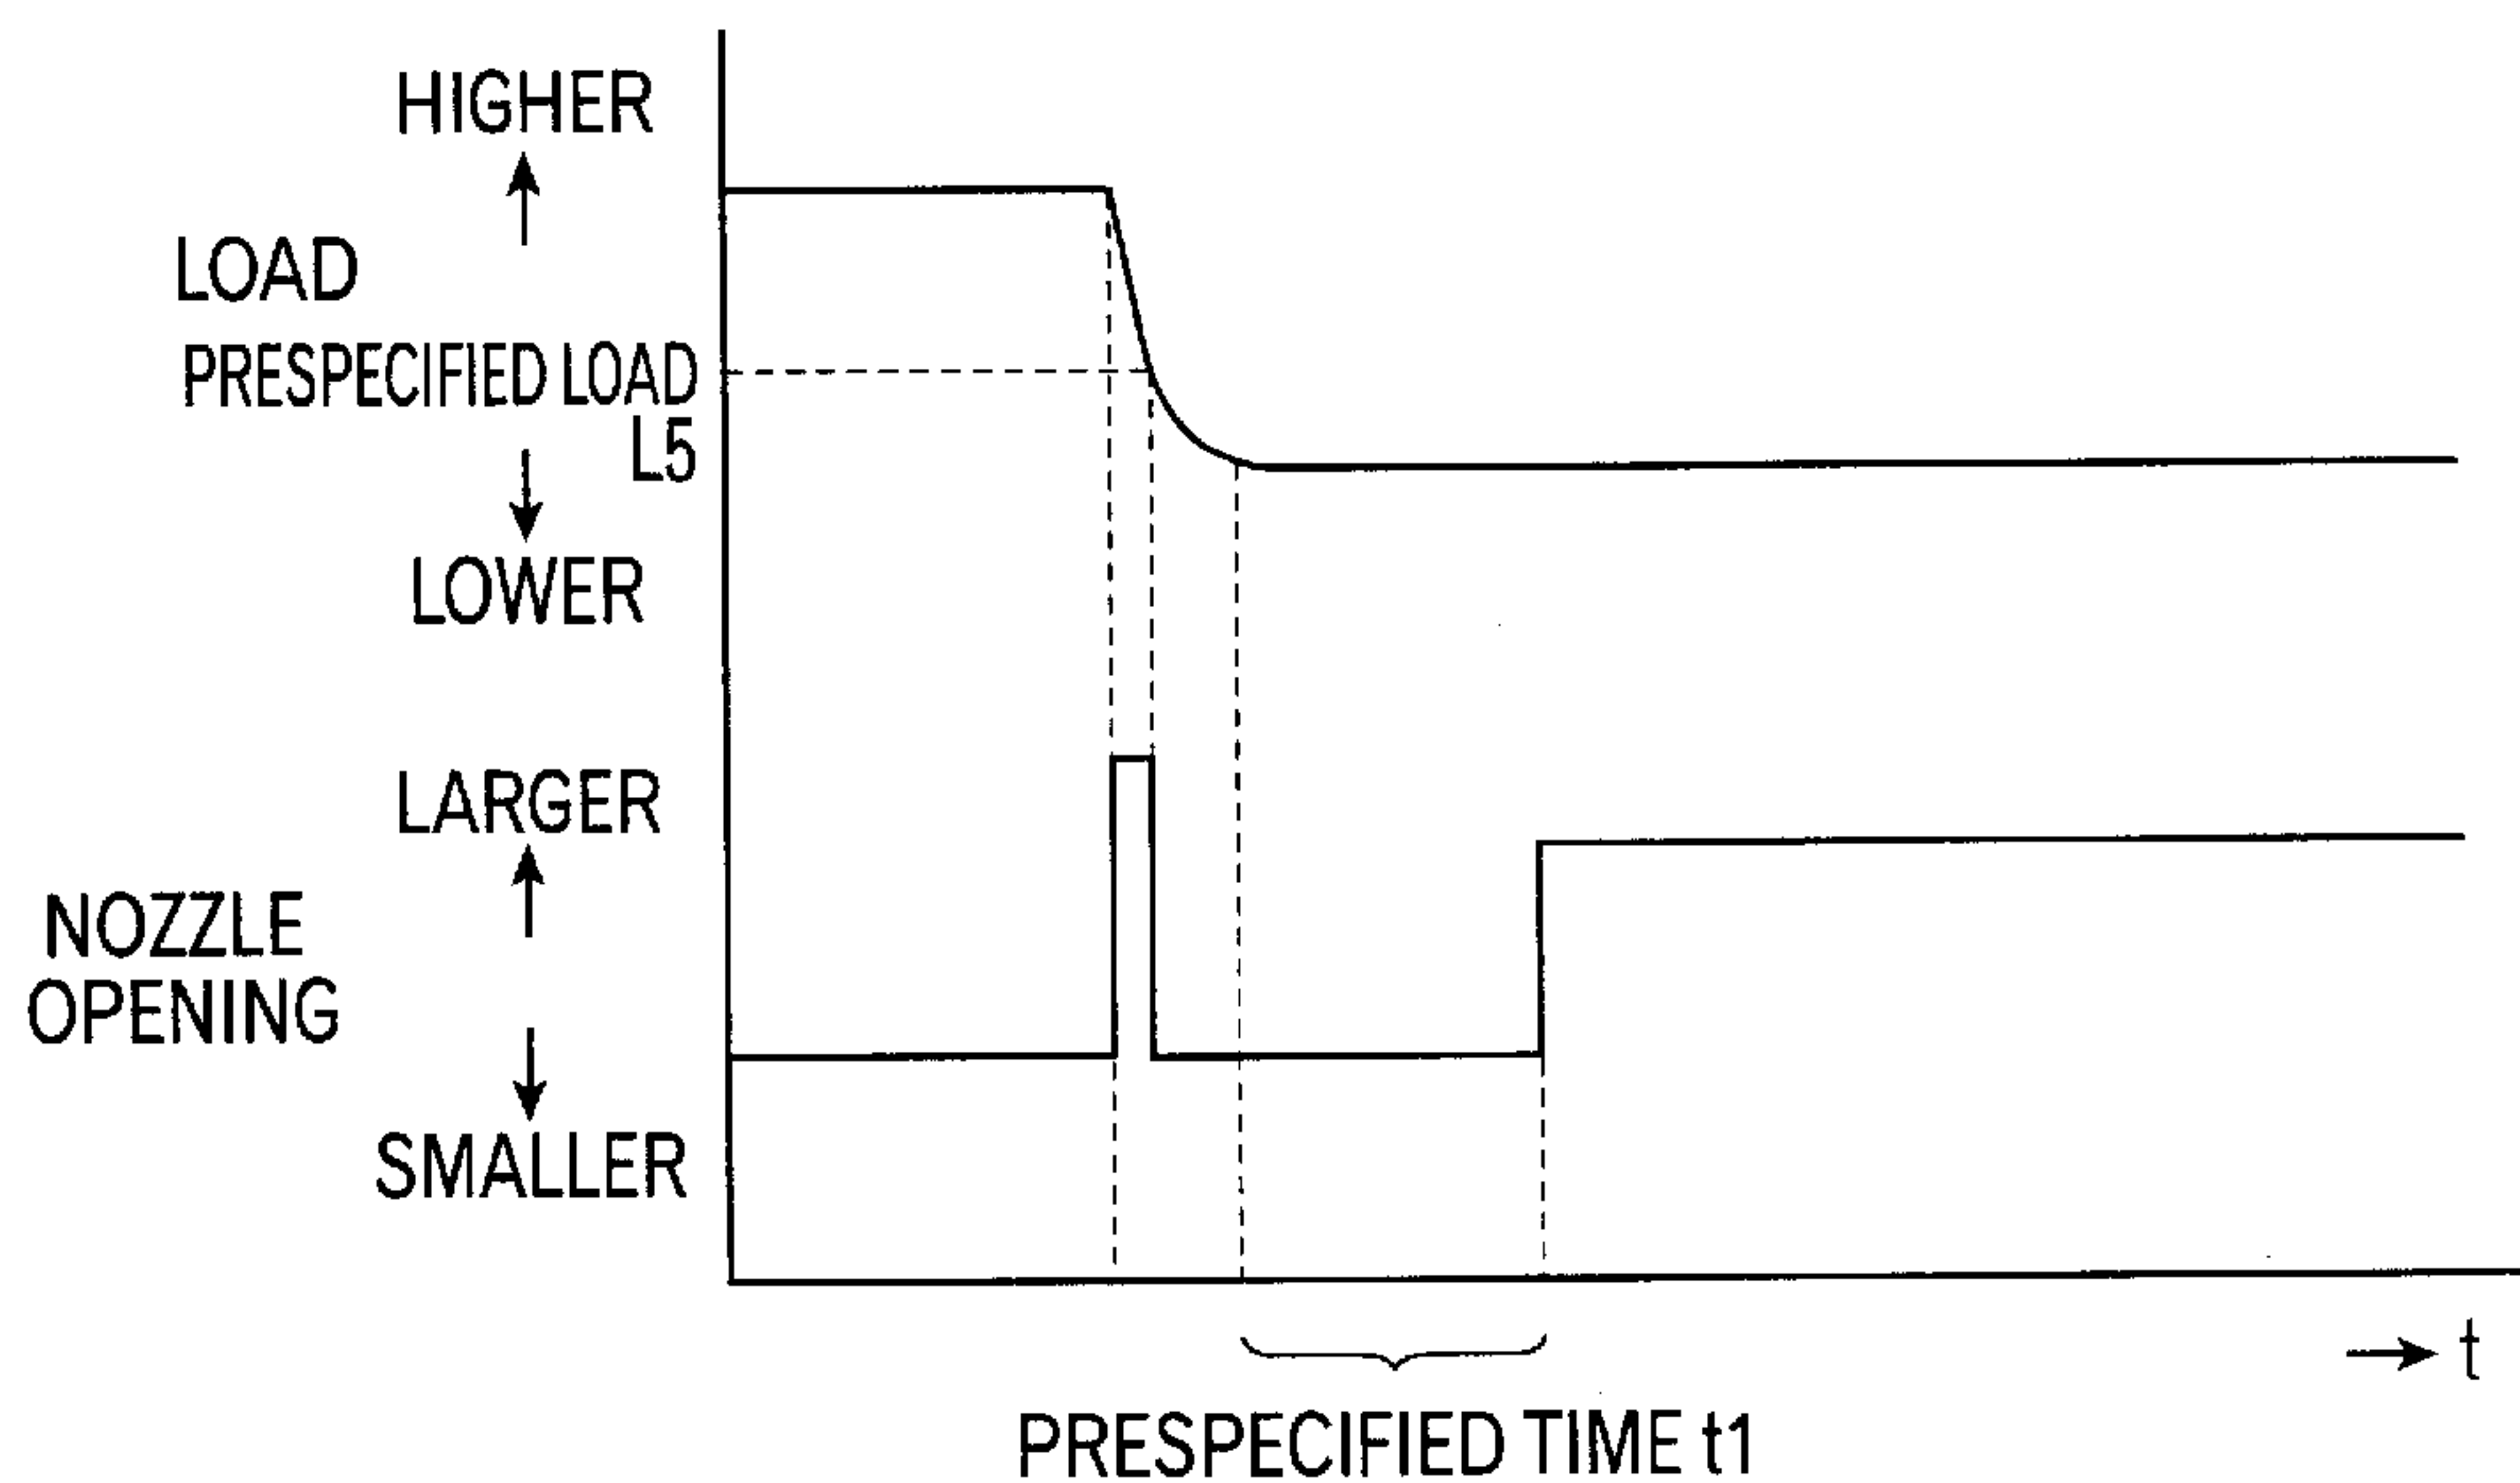 HIGHER
LOAD
PRESPECIFIED LOAD
L5
LOWER
LARGER
NOZZLE
OPENING
SMALLER
t
PRESPECIFIED TIME t1